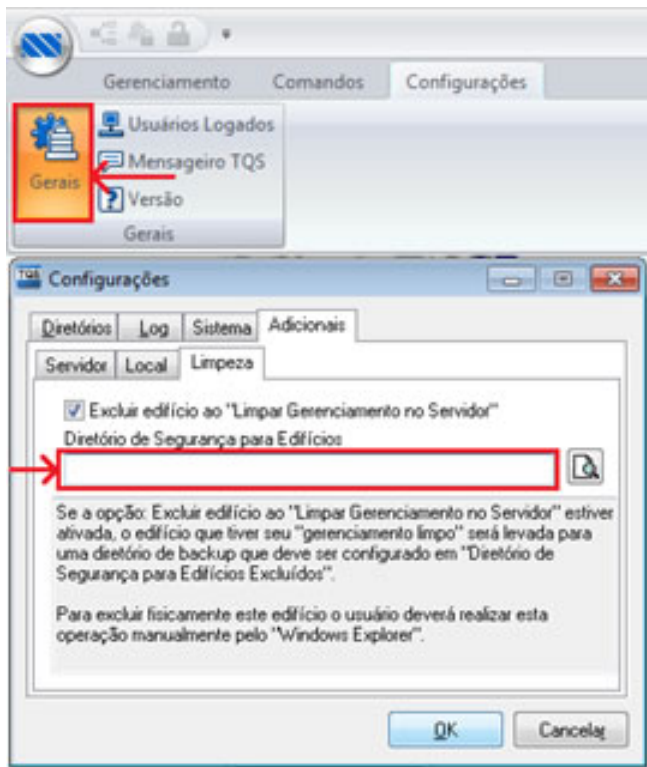 Gerenciamento Comandos Configurações
Usuários Logados
Mensageiro TQS
Gerais
Versão
Gerais
TQS Configurações
Diretórios Log Sistema Adicionais
Servidor Local Limpeza
Excluir edifício ao "Limpar Gerenciamento no Servidor"
Diretório de Segurança para Edifícios
Se a opção: Excluir edifício ao "Limpar Gerenciamento no Servidor" estiver
ativada, o edifício que tiver seu "gerenciamento limpo" será levada para
uma diretório de backup que deve ser configurado em "Diretório de
Segurança para Edifícios Excluídos".
Para excluir fisicamente este edifício o usuário deverá realizar esta
operação manualmente pelo "Windows Explorer".
OK Cancelar